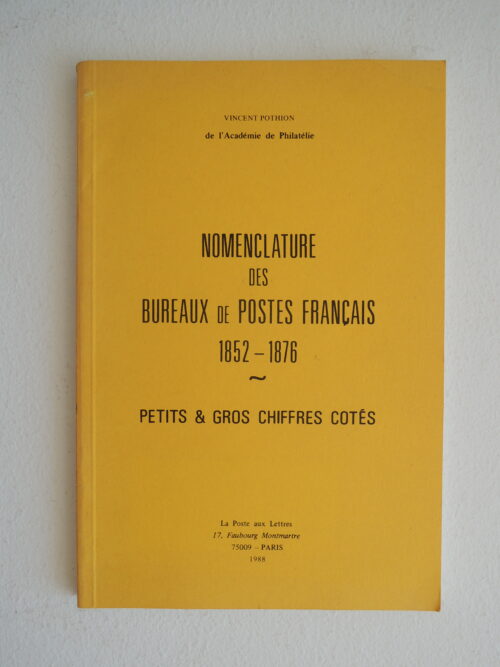 VINCENT POTHION
de l'Académie de Philatélie
NOMENCLATURE
DES
BUREAUX DE POSTES FRANÇAIS
1852 – 1876
~
PETITS & GROS CHIFFRES COTÉS
La Poste aux Lettres
17, Faubourg Montmartre
75009 – PARIS
1988